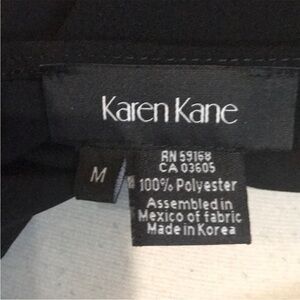 Karen Kane
M
RN 59168
CA 03605
100% Polyester
Assembled in
Mexico of fabric
Made in Korea